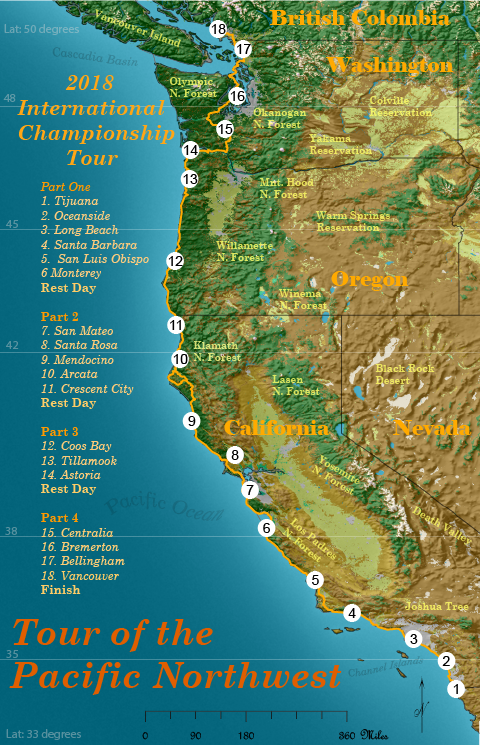 British Colombia
Lat: 50 degrees
Vancouver Island
18
17
Cascadia Basin
Washington
2018
International
Championship
Tour
Olympic
N. Forest
16
Colville
Reservation
48
Okanogan
N. Forest
15
Yakama
Reservation
14
13
Mnt. Hood
N. Forest
Part One
1. Tijuana
2. Oceanside
3. Long Beach
4. Santa Barbara
5. San Luis Obispo
6 Monterey
Rest Day
45
Warm Springs
Reservation
Willamette
N. Forest
12
Oregon
Winema
N. Forest
Part 2
7. San Mateo
8. Santa Rosa
9. Mendocino
10. Arcata
11. Crescent City
Rest Day
11
42
Klamath
N. Forest
10
Lasen
N. Forest
Black Rock
Desert
9
California
Nevada
Part 3
12. Coos Bay
13. Tillamook
14. Astoria
Rest Day
8
Yosemite
N. Forest
7
Pacific Ocean
Part 4
15. Centralia
16. Bremerton
17. Bellingham
18. Vancouver
Finish
38
6
Los Padres
N. Forest
Death Valley
5
4
Joshua Tree
3
Tour of the
Pacific Northwest
35
2
Channel Islands
1
N
Lat: 33 degrees
0 90 180 360 Miles